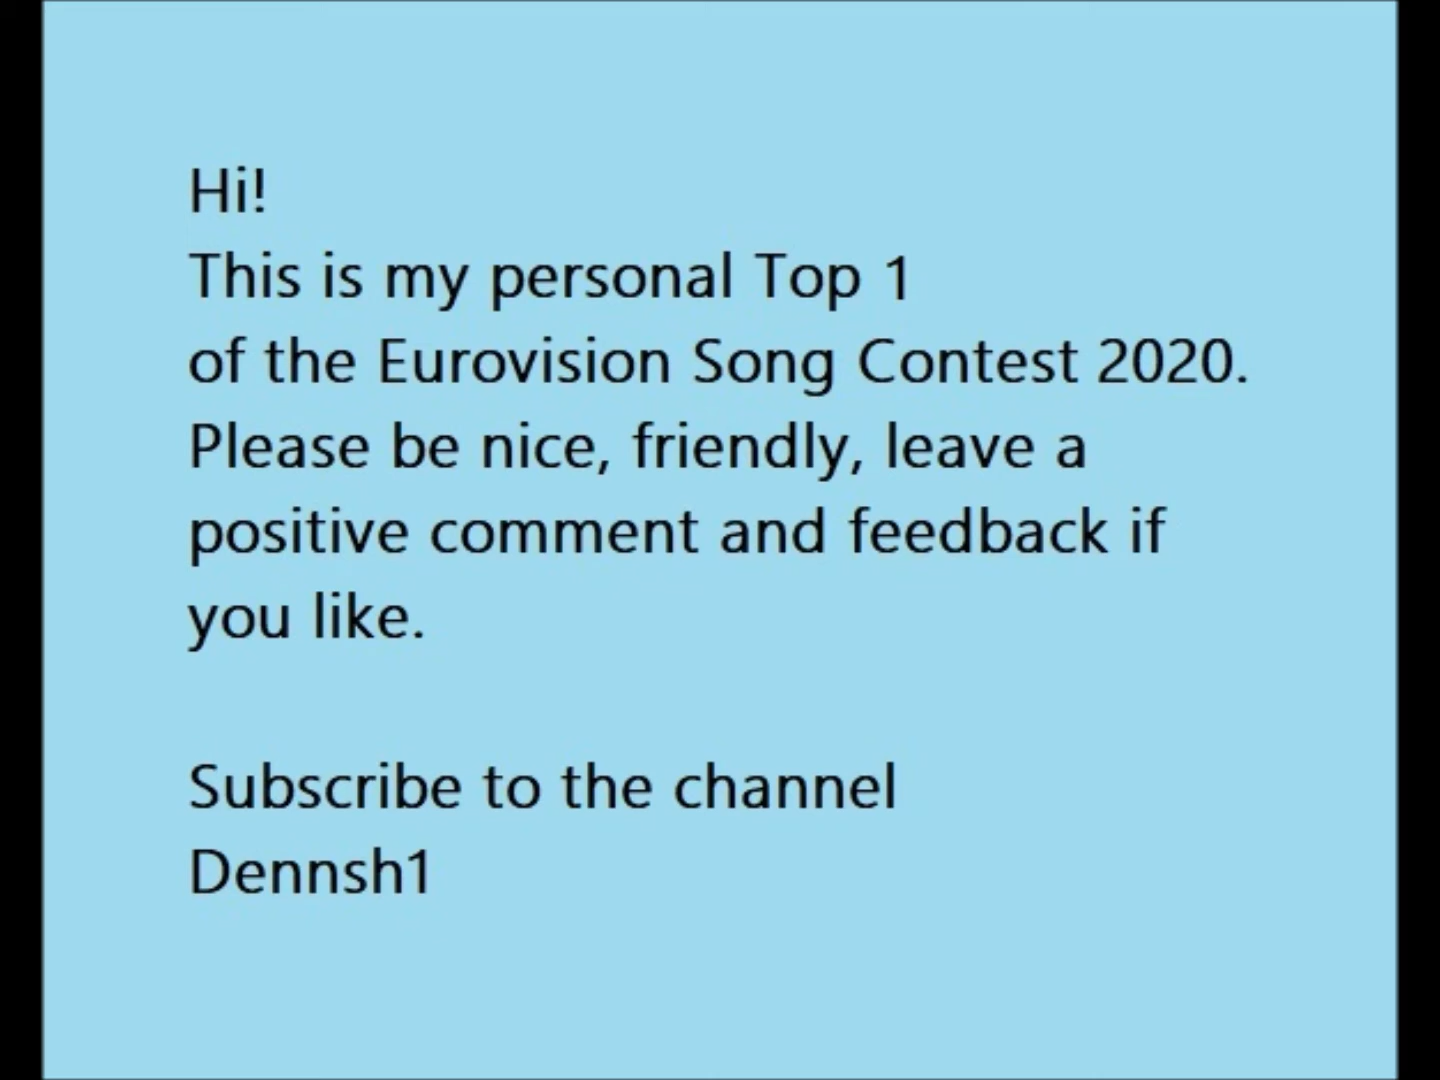 Hi!
This is my personal Top 1
of the Eurovision Song Contest 2020.
Please be nice, friendly, leave a
positive comment and feedback if
you like.
Subscribe to the channel
Dennsh1